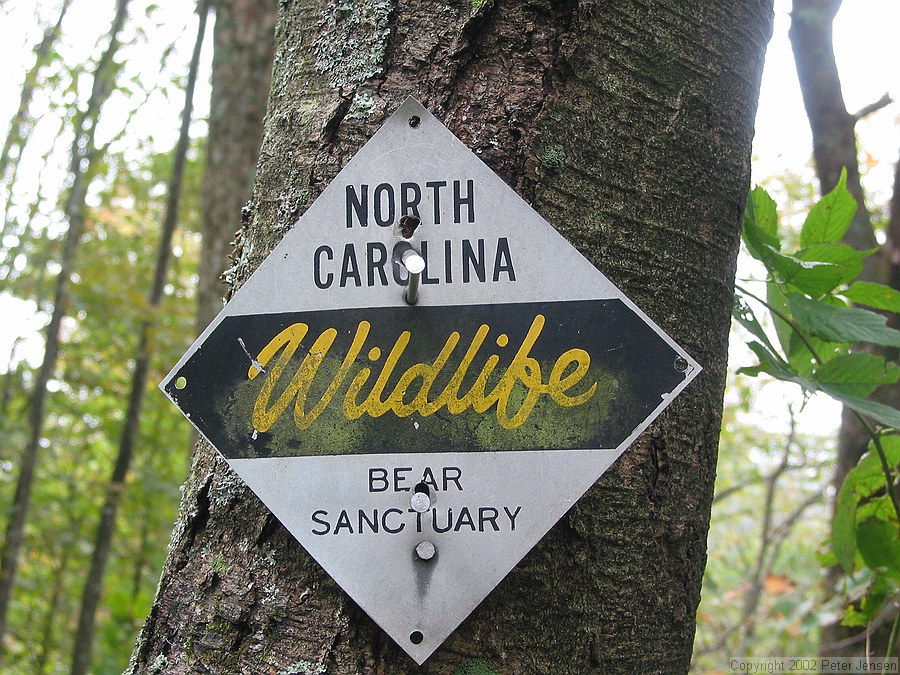 NORTH
CAROLINA
Wildlife
BEAR
SANCTUARY
Copyright 2002 Peter Jensen